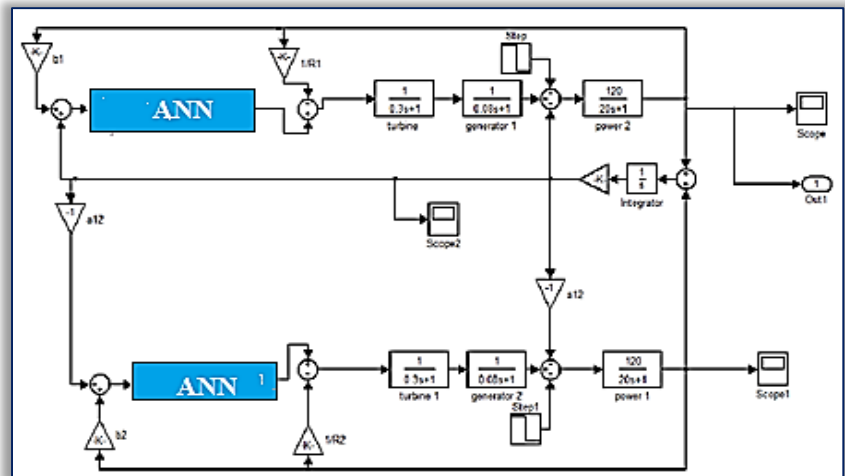 Step
-K-
b1
-K-
1/R1
ANN
1
0.3s+1
turbine
1
0.08s+1
generator 1
120
20s+1
power 2
Scope
-K-
1
s
Integrator
1
Out1
-1
a12
Scope2
-1
a12
ANN 1
1
0.3s+1
turbine 1
1
0.08s+1
generator 2
120
power 1
Scope1
Step1
-K-
b2
-K-
1/R2